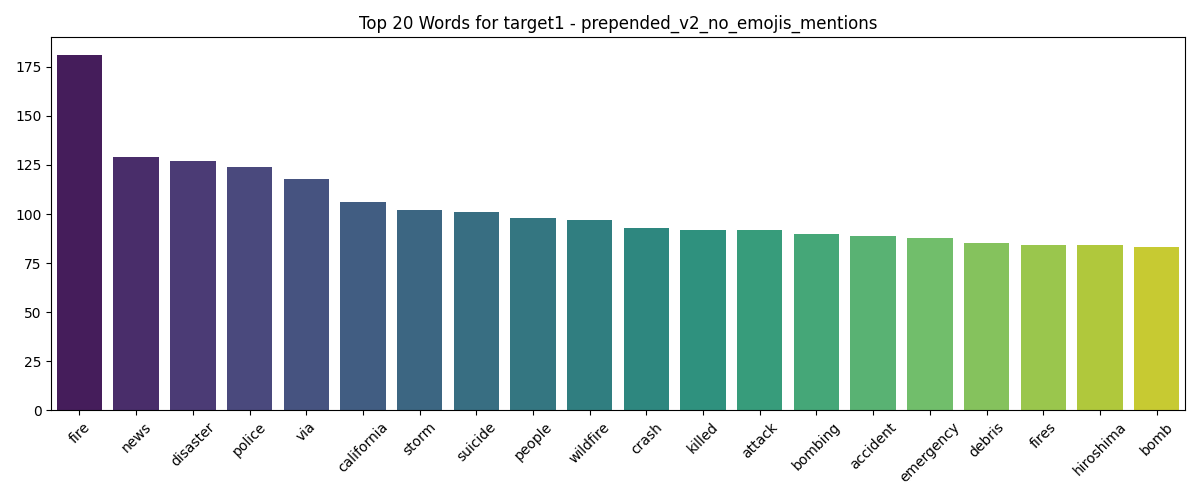 Top 20 Words for target1 - prepended_v2_no_emojis_mentions
175
150
125
100
75
50
25
0
fire
news
disaster
police
via
california
storm
suicide
people
wildfire
crash
killed
attack
bombing
accident
emergency
debris
fires
hiroshima
bomb